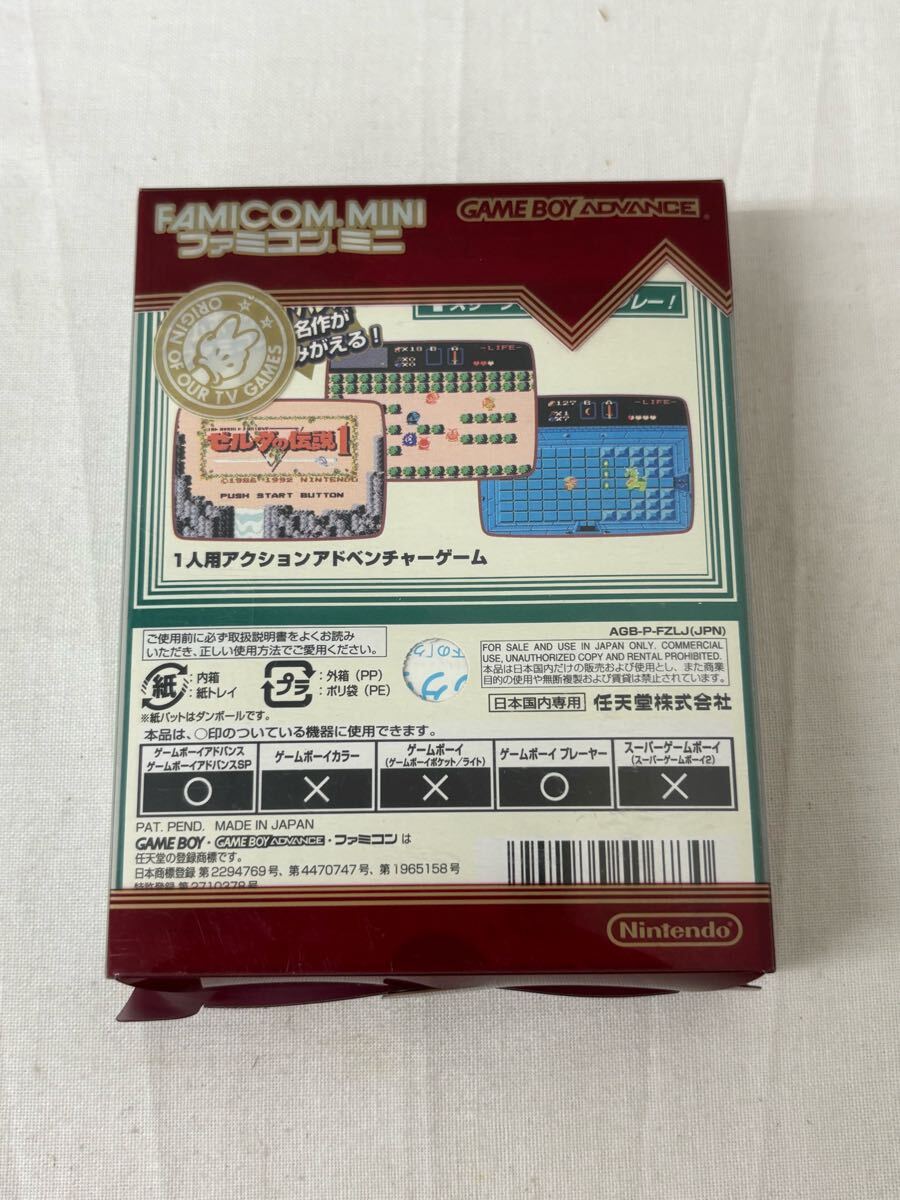 FAMICOM MINI
ファミコンミニ
GAME BOY ADVANCE
ORIGIN OF OUR TV GAMES
名作が
みがえる！
プレー！
×10 B A -LIFE-
ゼルダの伝説1
©1986 1992 NINTENDO
PUSH START BUTTON
127 B A -LIFE-
1人用アクションアドベンチャーゲーム
ご使用前に必ず取扱説明書をよくお読み
いただき、正しい使用方法でご愛用ください。
紙
：内箱
：紙トレイ
プラ
：外箱（PP）
：ポリ袋（PE）
※紙パットはダンボールです。
AGB-P-FZLJ(JPN)
FOR SALE AND USE IN JAPAN ONLY. COMMERCIAL
USE, UNAUTHORIZED COPY AND RENTAL PROHIBITED.
本品は日本国内だけの販売および使用とし、また商業
目的の使用や無断複製および賃貸は禁止されています。
日本国内専用
任天堂株式会社
本品は、○印のついている機器に使用できます。
ゲームボーイアドバンス
ゲームボーイアドバンスSP
○
ゲームボーイカラー
×
ゲームボーイ
（ゲームボーイポケット／ライト）
×
ゲームボーイ プレーヤー
○
スーパーゲームボーイ
（スーパーゲームボーイ2）
×
PAT. PEND. MADE IN JAPAN
GAME BOY・GAME BOY ADVANCE・ファミコン は
任天堂の登録商標です。
日本商標登録 第2294769号、第4470747号、第1965158号
特許登録 第2710378号
Nintendo